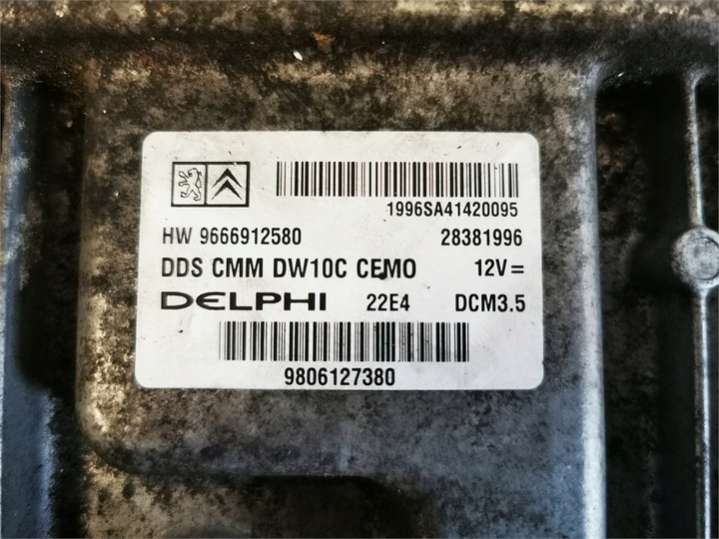 1996SA41420095
HW 9666912580 28381996
DDS CMM DW10C CEMO 12V=
DELPHI 22E4 DCM3.5
9806127380